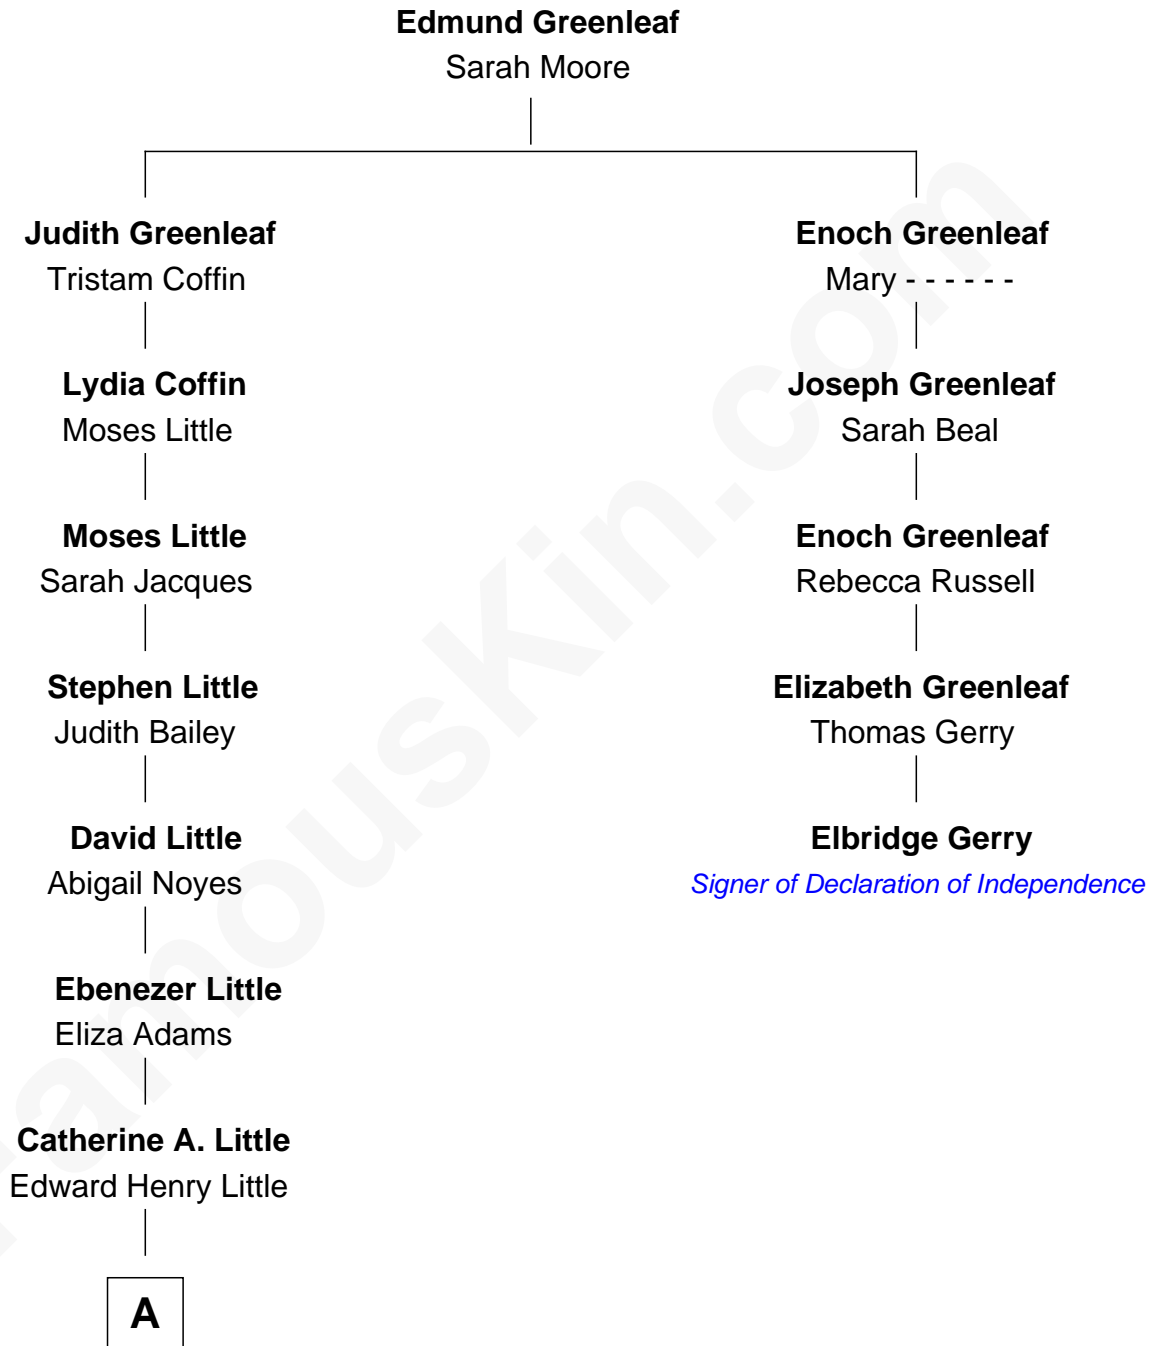 Edmund Greenleaf
Sarah Moore
Judith Greenleaf
Tristam Coffin
Lydia Coffin
Moses Little
Moses Little
Sarah Jacques
Stephen Little
Judith Bailey
David Little
Abigail Noyes
Ebenezer Little
Eliza Adams
Catherine A. Little
Edward Henry Little
A
Enoch Greenleaf
Mary - - - - - -
Joseph Greenleaf
Sarah Beal
Enoch Greenleaf
Rebecca Russell
Elizabeth Greenleaf
Thomas Gerry
Elbridge Gerry
Signer of Declaration of Independence
FamousKin.com